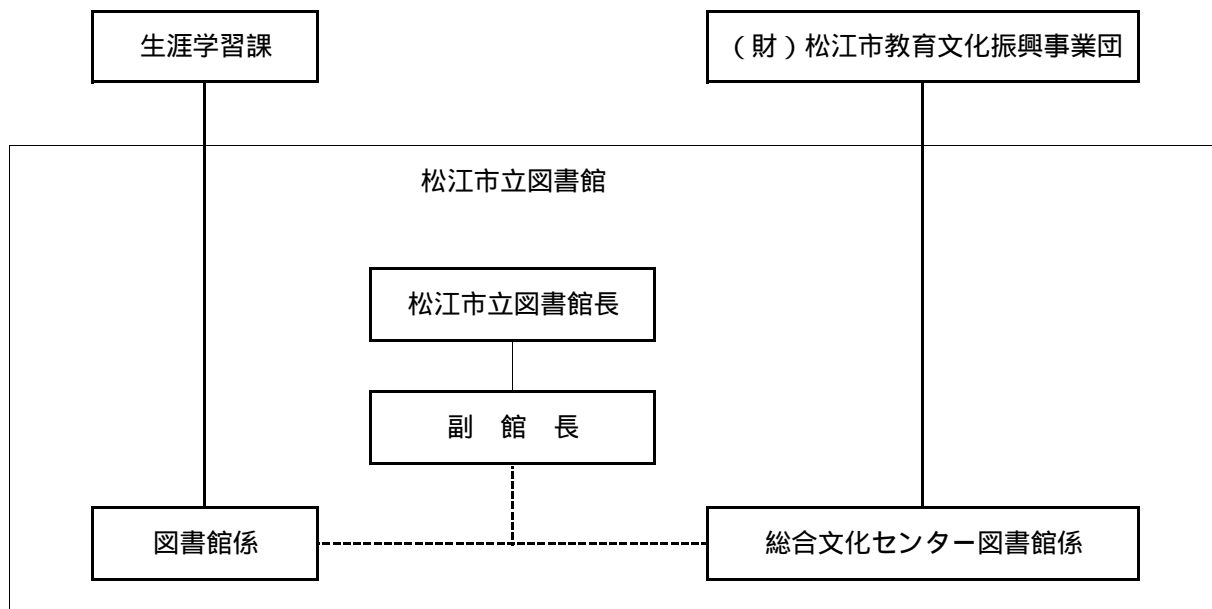 生涯学習課
（財）松江市教育文化振興事業団
松江市立図書館
松江市立図書館長
副　館　長
図書館係
総合文化センター図書館係